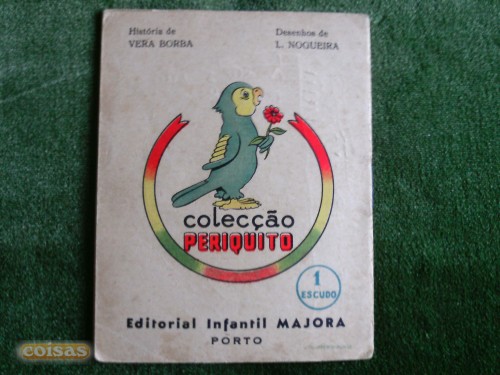 História de
VERA BORBA
Desenhos de
L. NOGUEIRA
colecção
PERIQUITO
1
ESCUDO
Editorial Infantil MAJORA
PORTO
coisas